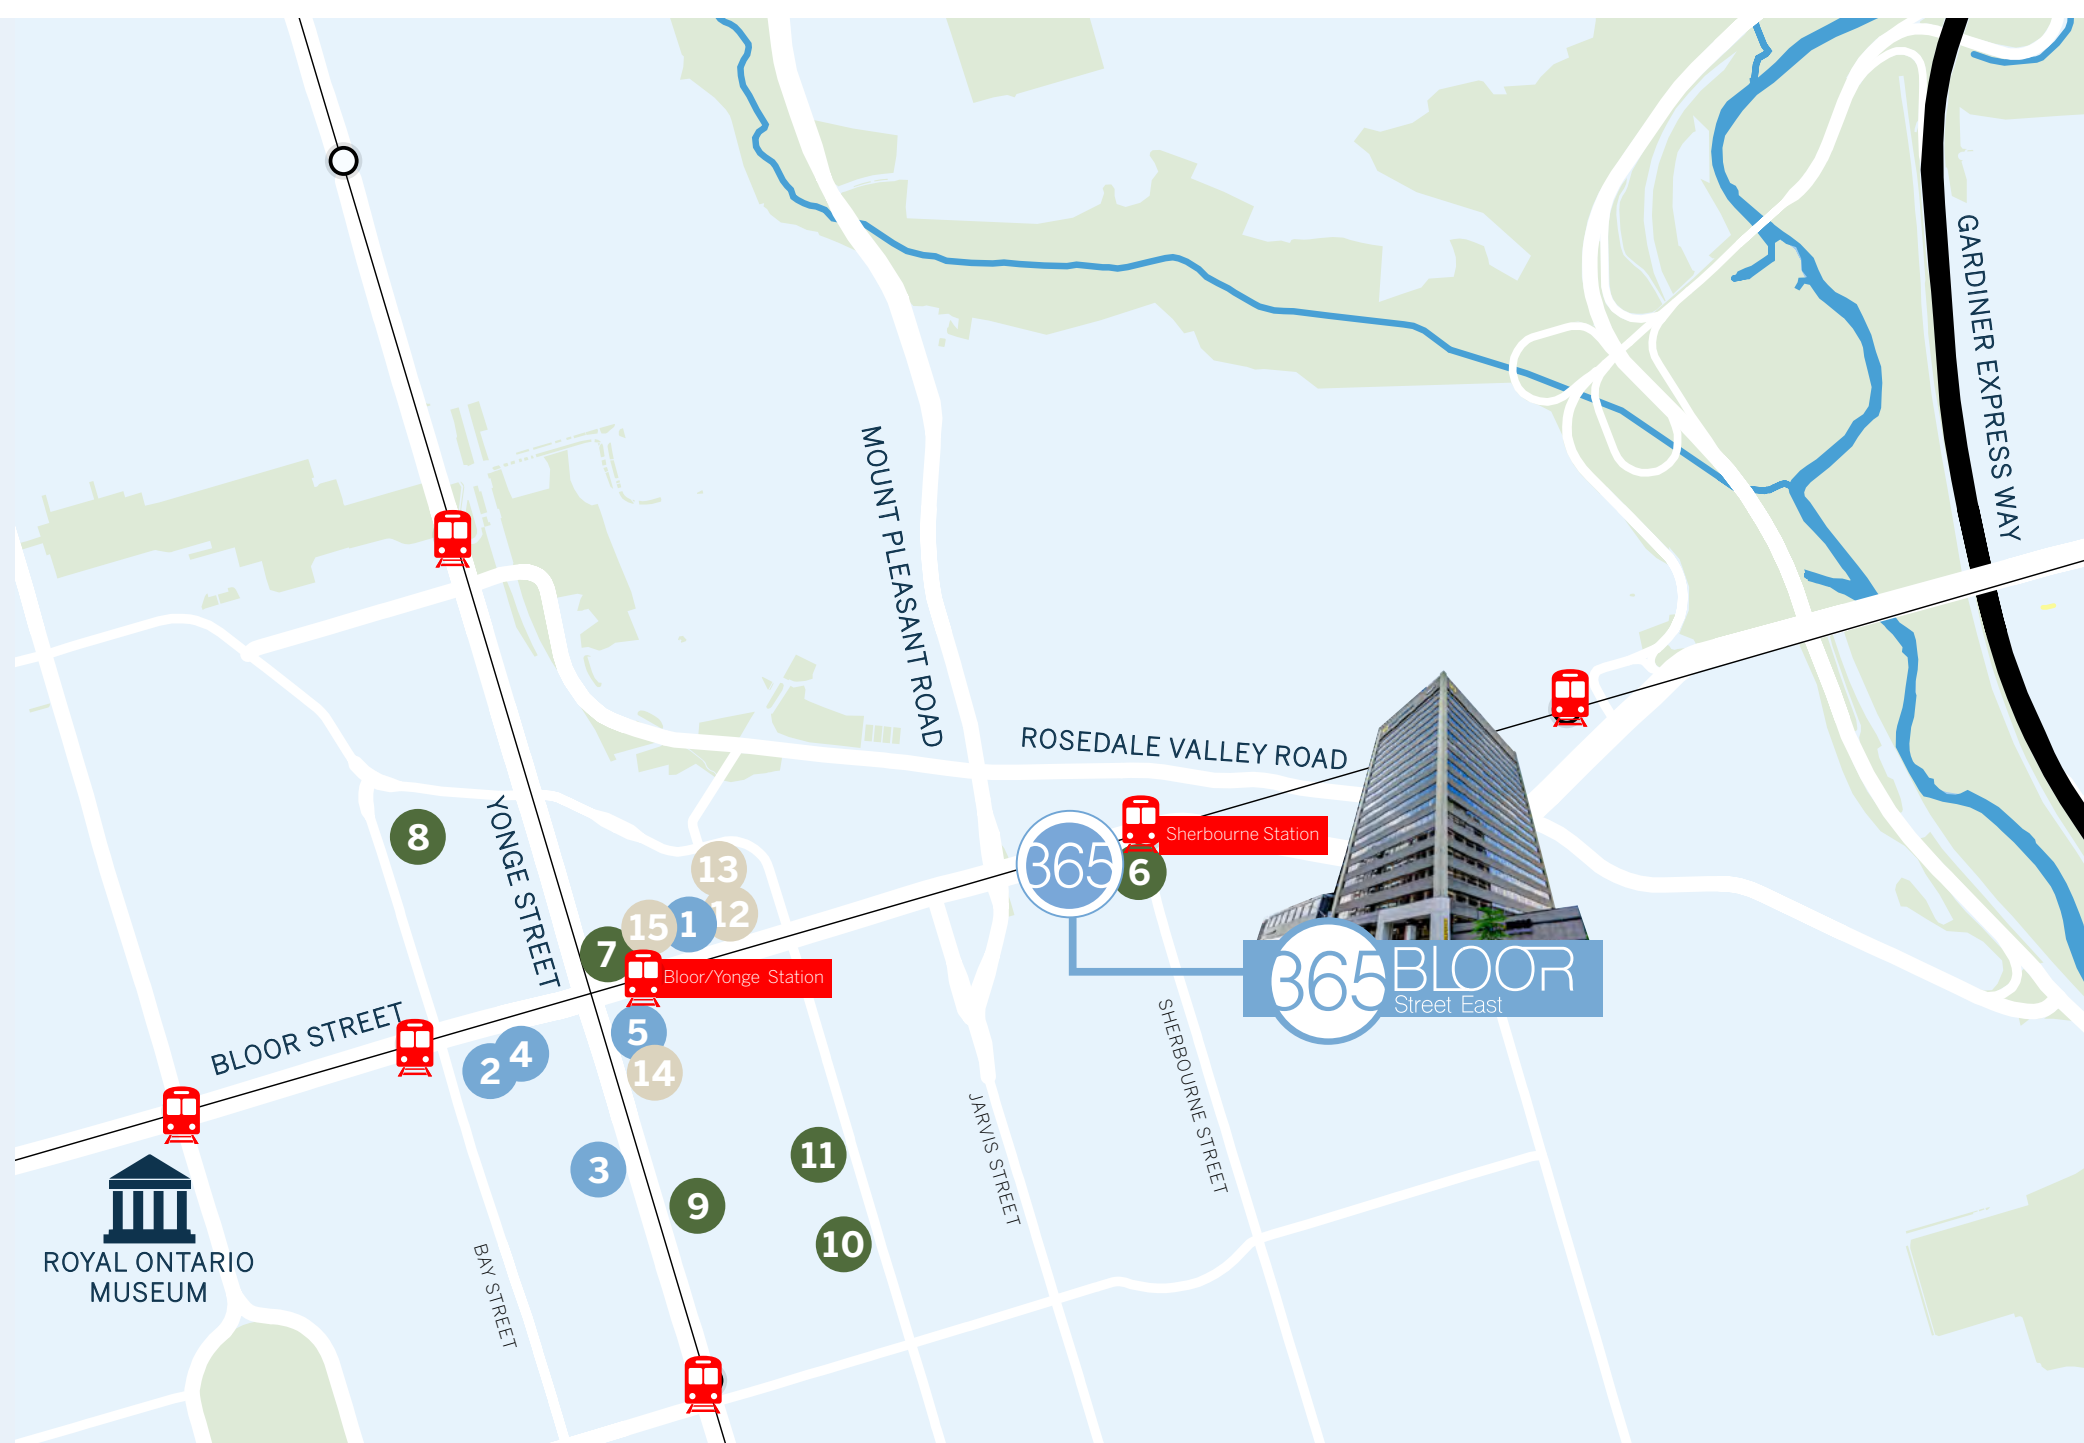 GARDINER EXPRESS WAY
MOUNT PLEASANT ROAD
ROSEDALE VALLEY ROAD
YONGE STREET
8
13
12
15
1
7
Bloor/Yonge Station
365
Sherbourne Station
6
BLOOR STREET
2
4
5
14
365
BLOOR
Street East
SHERBOURNE STREET
JARVIS STREET
3
11
9
10
ROYAL ONTARIO
MUSEUM
BAY STREET